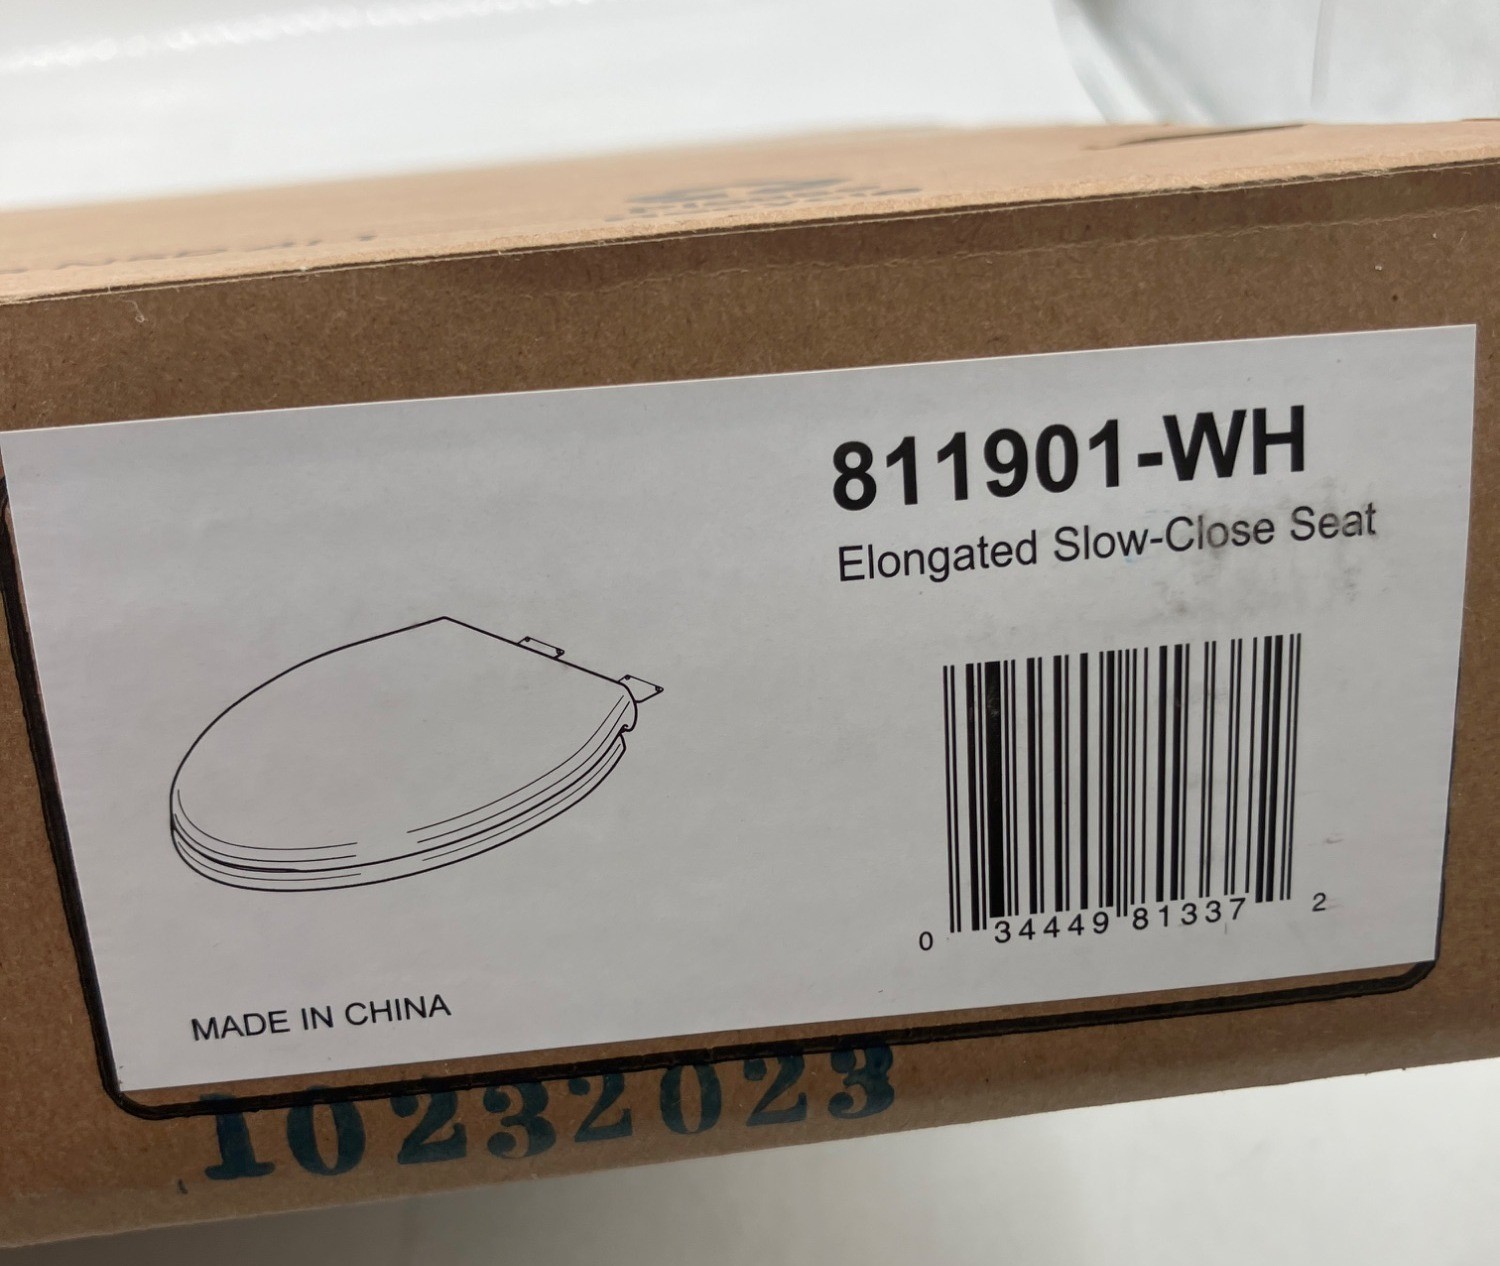 811901-WH
Elongated Slow-Close Seat
0 34449 81337 2
MADE IN CHINA
10232023